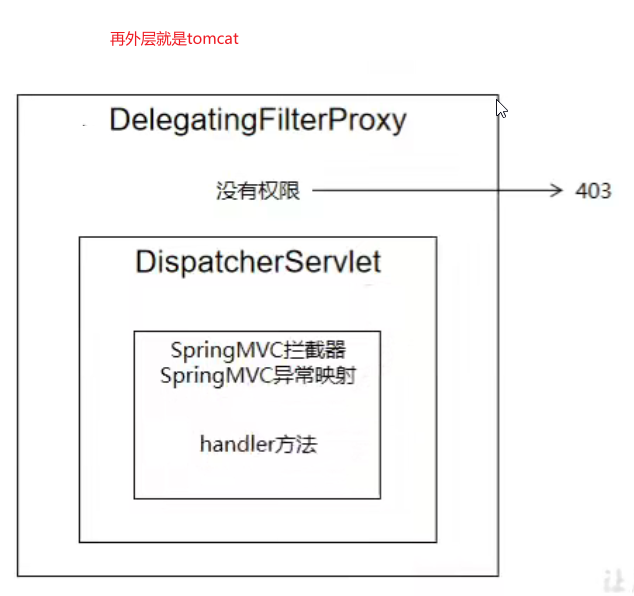 再外层就是tomcat
DelegatingFilterProxy
没有权限
403
DispatcherServlet
SpringMVC拦截器
SpringMVC异常映射
handler方法
让